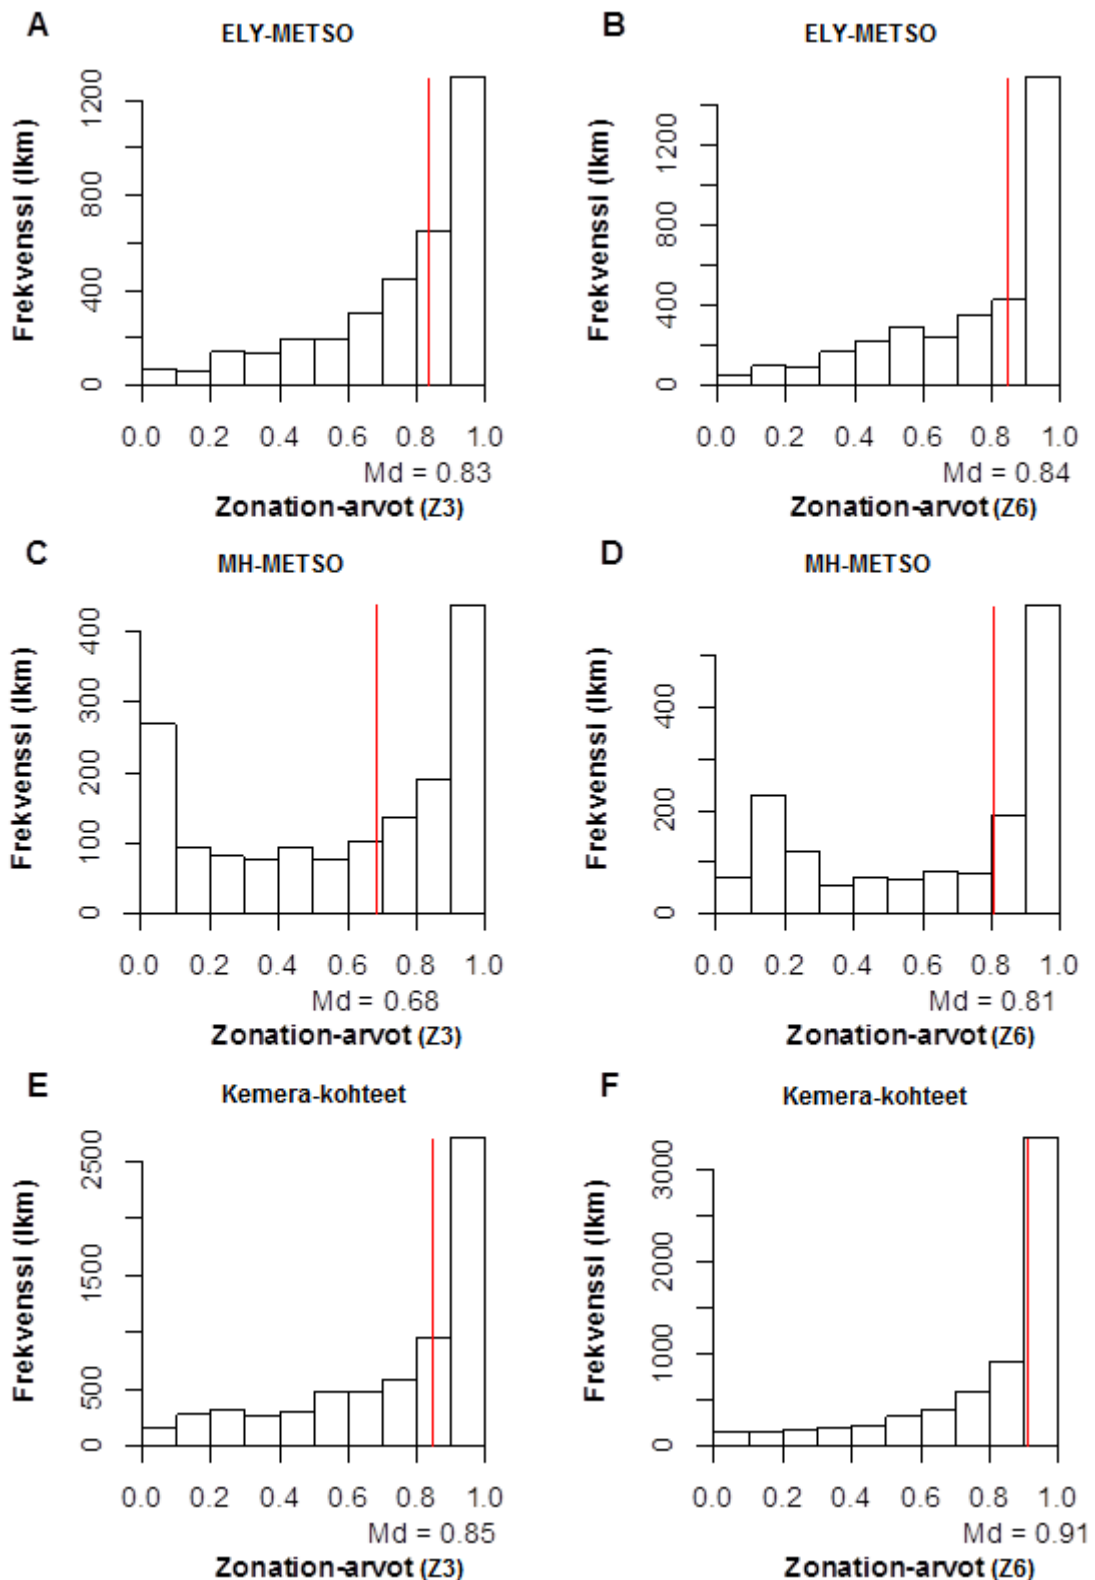 A
ELY-METSO
Frekvenssi (lkm)
0 400 800 1200
0.0 0.2 0.4 0.6 0.8 1.0
Md = 0.83
Zonation-arvot (Z3)
B
ELY-METSO
Frekvenssi (lkm)
0 400 800 1200
0.0 0.2 0.4 0.6 0.8 1.0
Md = 0.84
Zonation-arvot (Z6)
C
MH-METSO
Frekvenssi (lkm)
0 100 200 300 400
0.0 0.2 0.4 0.6 0.8 1.0
Md = 0.68
Zonation-arvot (Z3)
D
MH-METSO
Frekvenssi (lkm)
0 200 400
0.0 0.2 0.4 0.6 0.8 1.0
Md = 0.81
Zonation-arvot (Z6)
E
Kemera-kohteet
Frekvenssi (lkm)
0 500 1500 2500
0.0 0.2 0.4 0.6 0.8 1.0
Md = 0.85
Zonation-arvot (Z3)
F
Kemera-kohteet
Frekvenssi (lkm)
0 1000 2000 3000
0.0 0.2 0.4 0.6 0.8 1.0
Md = 0.91
Zonation-arvot (Z6)